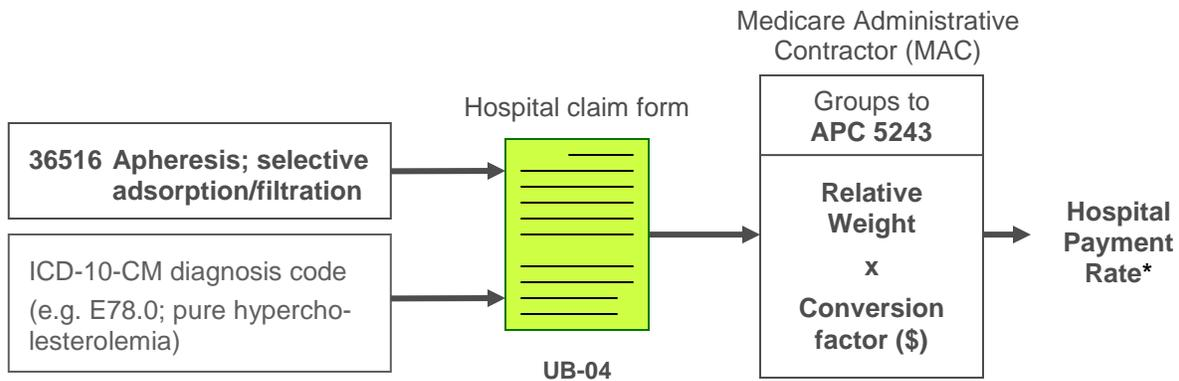 Medicare Administrative
Contractor (MAC)
Hospital claim form
Groups to
APC 5243
36516 Apheresis; selective
adsorption/filtration
Relative
Weight
x
Conversion
factor ($)
Hospital
Payment
Rate*
ICD-10-CM diagnosis code
(e.g. E78.0; pure hypercho-
lesterolemia)
UB-04